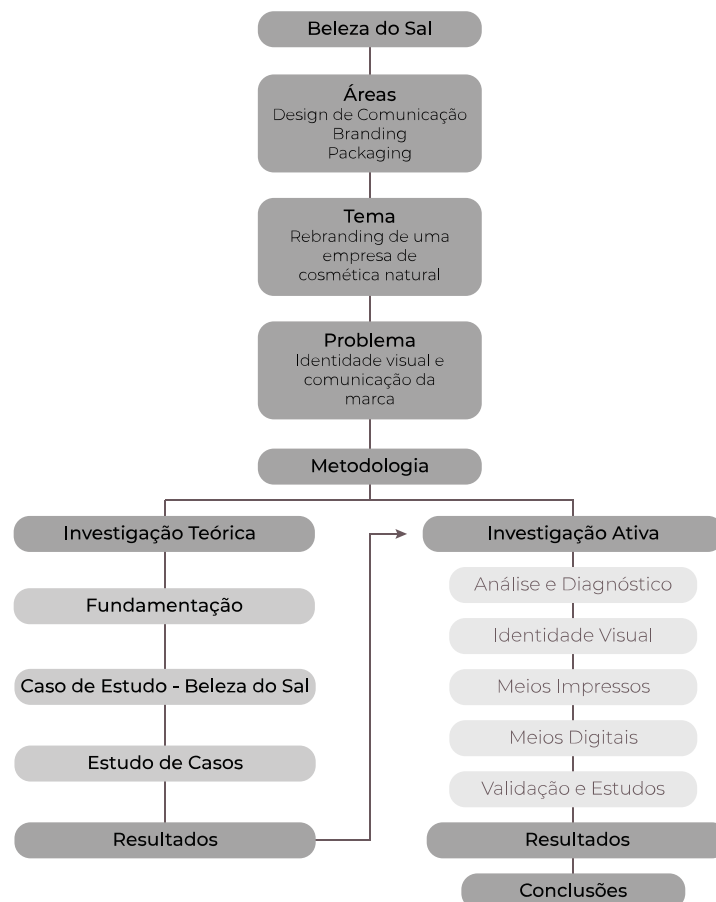 Beleza do Sal
Áreas
Design de Comunicação
Branding
Packaging
Tema
Rebranding de uma
empresa de
cosmética natural
Problema
Identidade visual e
comunicação da
marca
Metodologia
Investigação Teórica
Fundamentação
Caso de Estudo - Beleza do Sal
Estudo de Casos
Resultados
Investigação Ativa
Análise e Diagnóstico
Identidade Visual
Meios Impressos
Meios Digitais
Validação e Estudos
Resultados
Conclusões